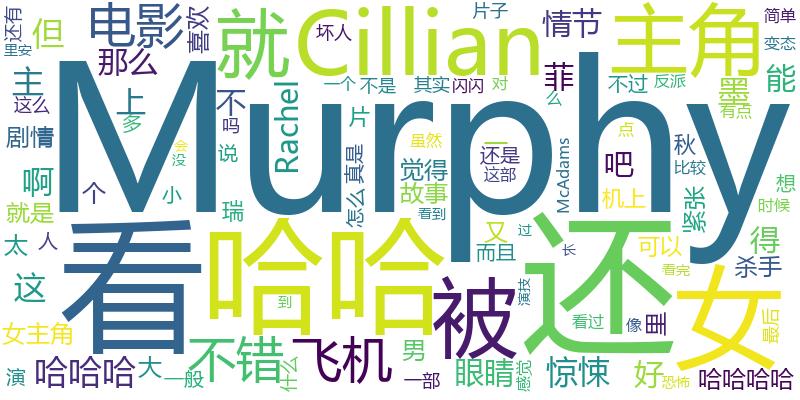 还有
里安
但
电影
喜欢
坏人
就
Cillian
片子
情节
主角
简单
变态
那么
Murphy
主
上
这么
多
不
吗
Rachel
一个
不是
其实
闪闪
对
菲
不过
反派
墨
有点
能
剧情
说
片
么
虽然
一
点
McAdams
秋
比较
会
没
啊
个
小
瑞
怎么
真是
觉得
故事
看到
还是
这部
吧
机上
紧张
想
时候
就是
太
人
看
哈哈
到
又
而且
过
长
还
可以
看完
得
杀手
这
女主角
被
演技
看过
像
里
女
最后
演
哈哈哈
大
一般
不错
什么
飞机
男
一部
眼睛
感觉
惊悚
好
恐怖
哈哈哈哈